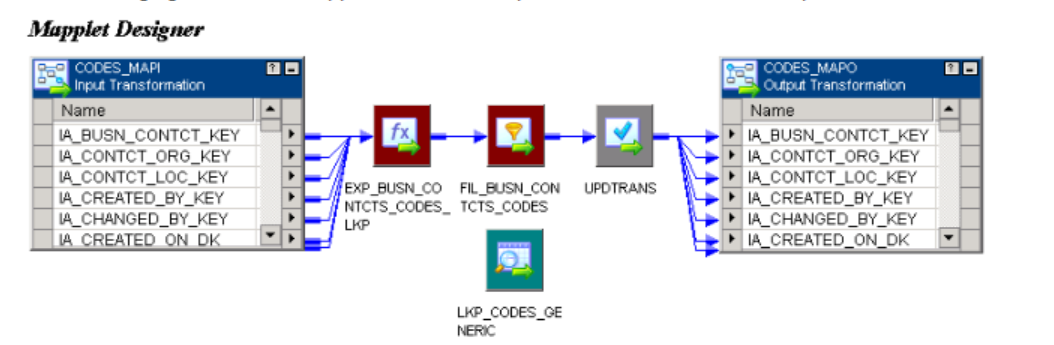 Mapplet Designer
CODES_MAPI
Input Transformation
Name
IA_BUSN_CONTCT_KEY
IA_CONTCT_ORG_KEY
IA_CONTCT_LOC_KEY
IA_CREATED_BY_KEY
IA_CHANGED_BY_KEY
IA_CREATED_ON_DK
EXP_BUSN_CO
NTCTS_CODES_
LKP
FIL_BUSN_CON
TCTS_CODES
UPDTRANS
LKP_CODES_GE
NERIC
CODES_MAPO
Output Transformation
Name
IA_BUSN_CONTCT_KEY
IA_CONTCT_ORG_KEY
IA_CONTCT_LOC_KEY
IA_CREATED_BY_KEY
IA_CHANGED_BY_KEY
IA_CREATED_ON_DK